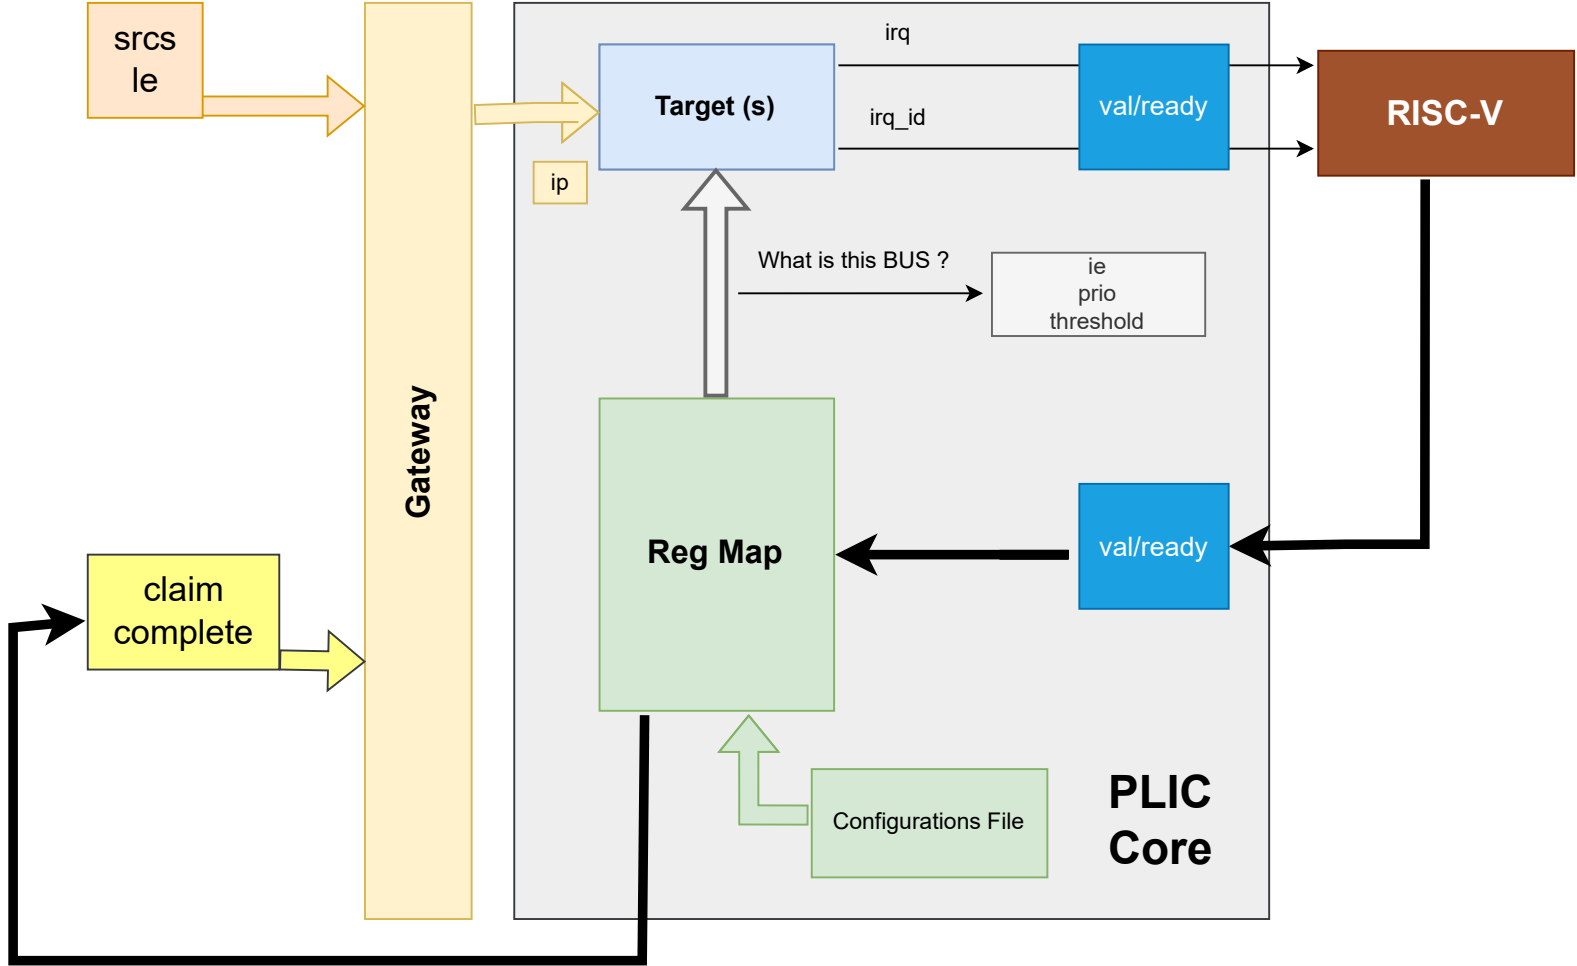 srcs
le
irq
Target (s)
irq_id
val/ready
RISC-V
ip
What is this BUS ?
ie
prio
threshold
Gateway
Reg Map
val/ready
claim
complete
Configurations File
PLIC
Core